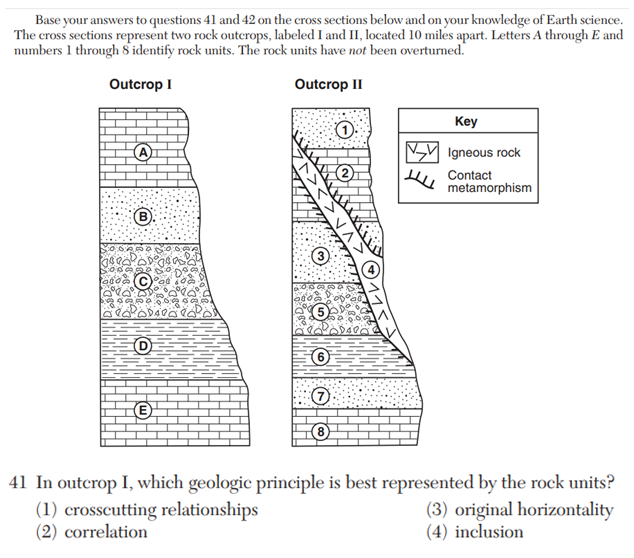 Base your answers to questions 41 and 42 on the cross sections below and on your knowledge of Earth science.
The cross sections represent two rock outcrops, labeled I and II, located 10 miles apart. Letters A through E and
numbers 1 through 8 identify rock units. The rock units have not been overturned.
Outcrop I
Outcrop II
A
B
C
D
E
1
2
3
4
5
6
7
8
Key
Igneous rock
Contact
metamorphism
41 In outcrop I, which geologic principle is best represented by the rock units?
(1) crosscutting relationships
(2) correlation
(3) original horizontality
(4) inclusion